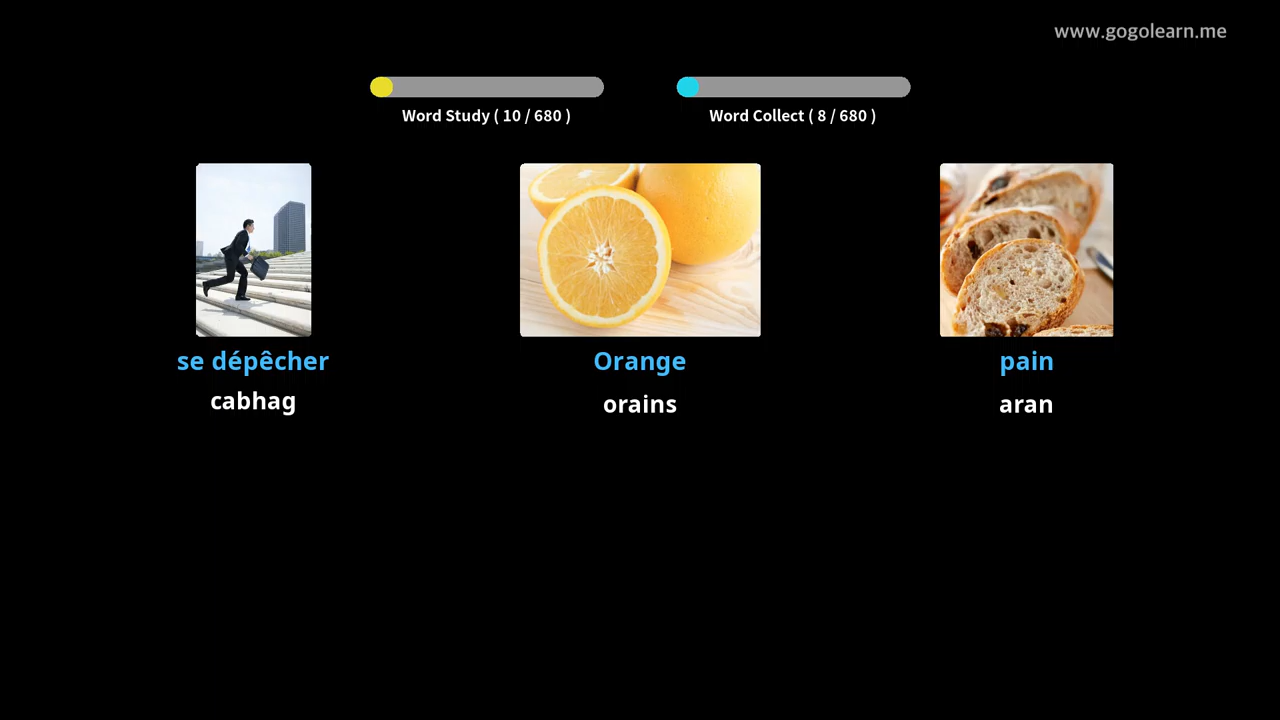 www.gogolearn.me
Word Study ( 10 / 680 )
Word Collect ( 8 / 680 )
se dépêcher
Orange
pain
cabhag
orains
aran